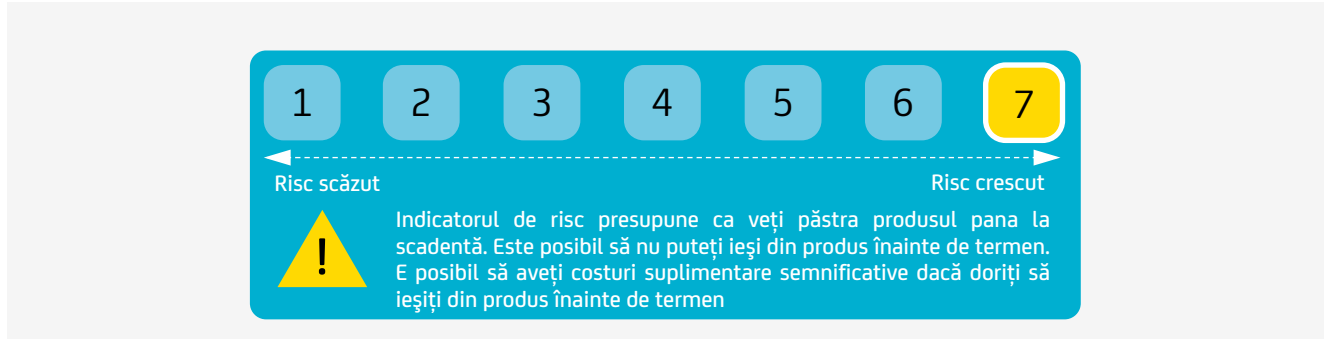 1 2 3 4 5 6 7
Risc scăzut Risc crescut
!
Indicatorul de risc presupune ca veți păstra produsul pana la
scadentă. Este posibil să nu puteți ieşi din produs înainte de termen.
E posibil să aveți costuri suplimentare semnificative dacă doriți să
ieşiți din produs înainte de termen